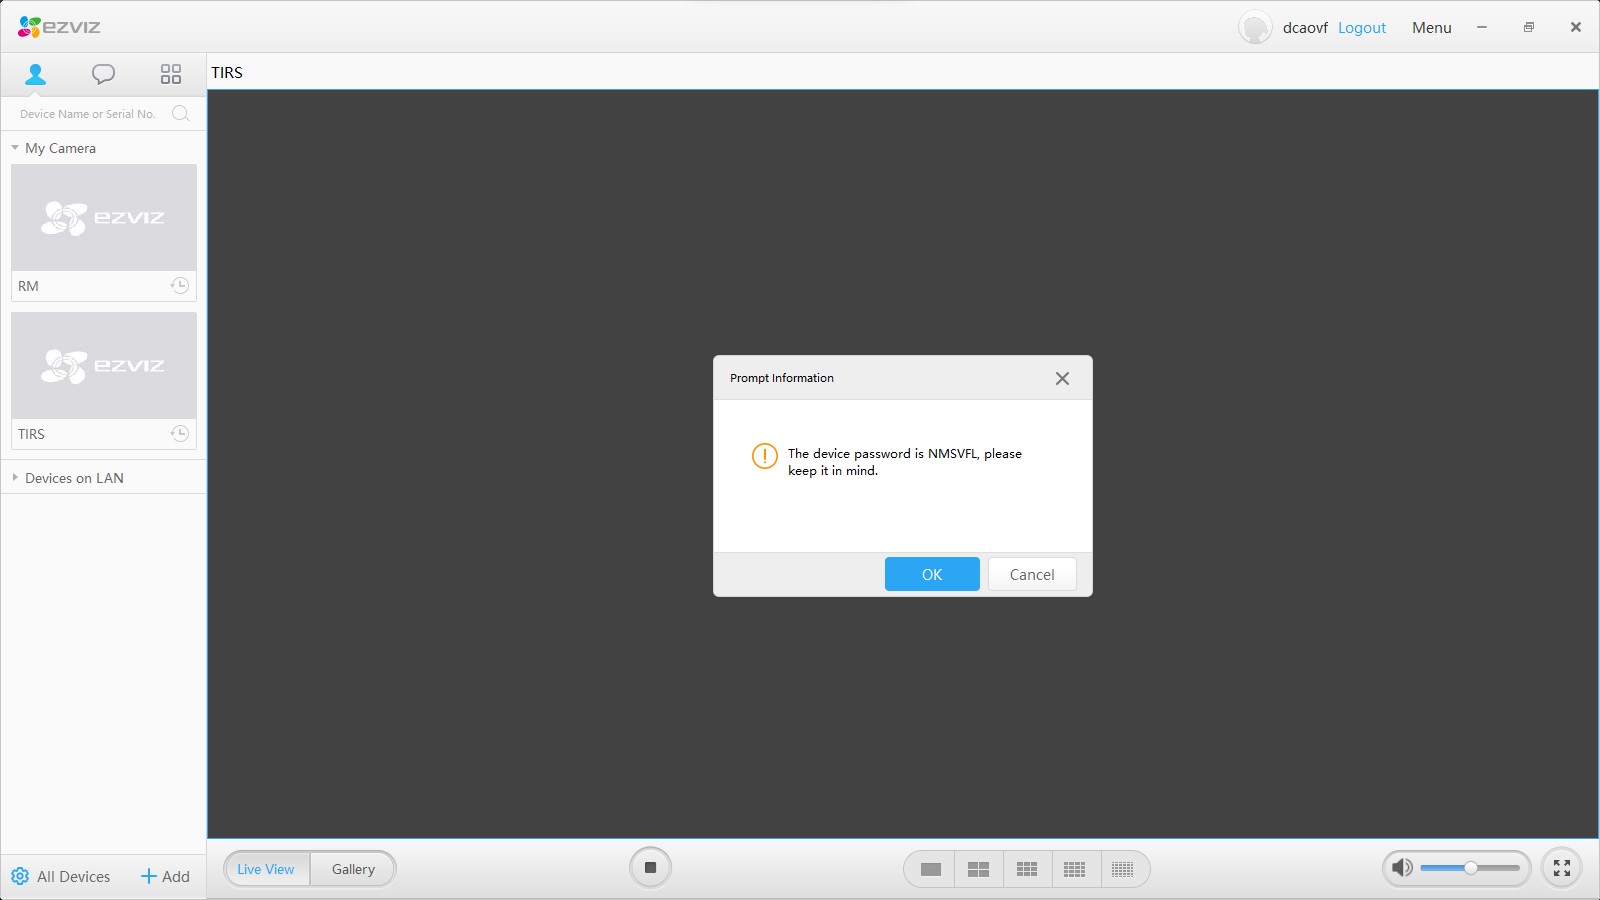 ezviz
dcaovf Logout Menu
TIRS
Device Name or Serial No.
My Camera
ezviz
RM
ezviz
TIRS
Devices on LAN
Prompt Information
The device password is NMSVFL, please
keep it in mind.
OK Cancel
All Devices Add
Live View Gallery